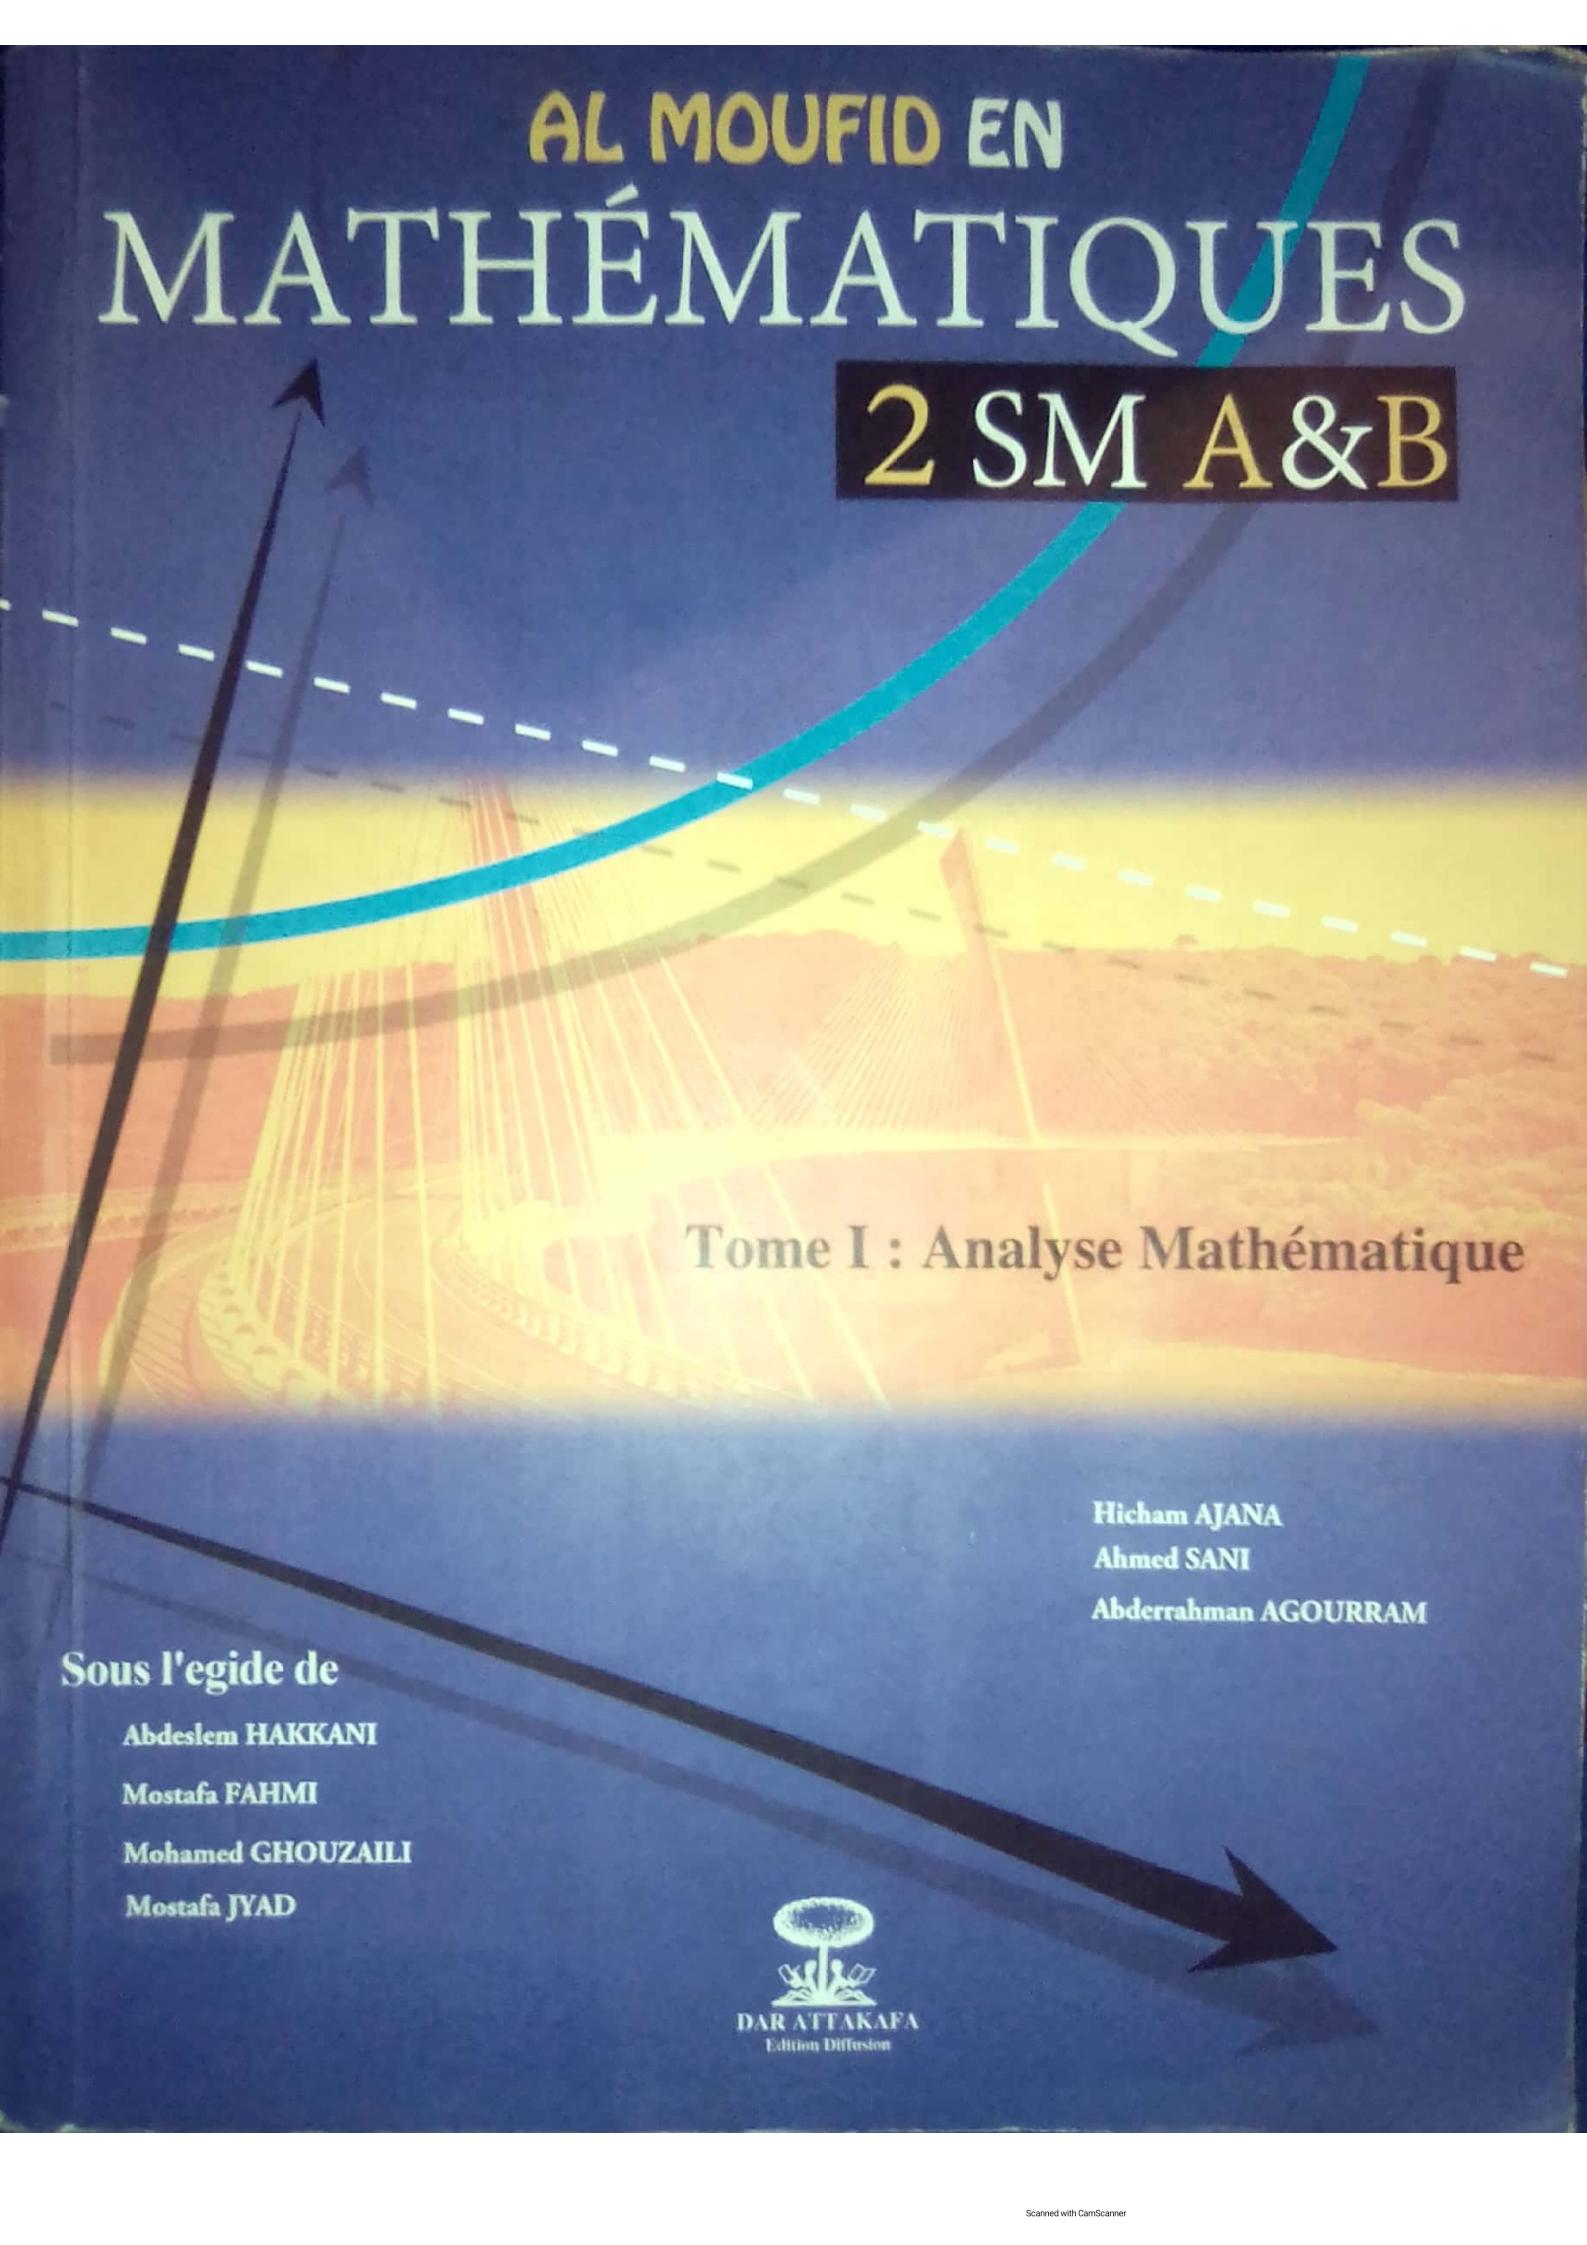 AL MOUFID EN
MATHÉMATIQUES
2 SM A&B
Tome I : Analyse Mathématique
Hicham AJANA
Ahmed SANI
Abderrahman AGOURRAM
Sous l'egide de
Abdeslem HAKKANI
Mostafa FAHMI
Mohamed GHOUZAILI
Mostafa JYAD
DAR ATTAKAFA
Edition Diffusion
Scanned with CamScanner